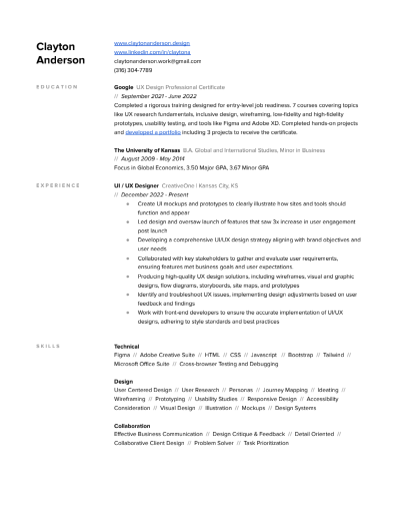 Clayton
Anderson
www.claytonanderson.design
www.linkedin.com/in/claytona
claytonanderson.work@gmail.com
(316) 304-7789
EDUCATION
Google UX Design Professional Certificate
// September 2021 - June 2022
Completed a rigorous training designed for entry-level job readiness. 7 courses covering topics
like UX research fundamentals, inclusive design, wireframing, low-fidelity and high-fidelity
prototypes, usability testing, and tools like Figma and Adobe XD. Completed hands-on projects
and developed a portfolio including 3 projects to receive the certificate.
The University of Kansas B.A. Global and International Studies, Minor in Business
// August 2009 - May 2014
Focus in Global Economics, 3.50 Major GPA, 3.67 Minor GPA
EXPERIENCE
UI / UX Designer CreativeOne | Kansas City, KS
// December 2022 - Present
Create UI mockups and prototypes to clearly illustrate how sites and tools should
function and appear
Led design and oversaw launch of features that saw 3x increase in user engagement
post launch
Developing a comprehensive UI/UX design strategy aligning with brand objectives and
user needs
Collaborated with key stakeholders to gather and evaluate user requirements,
ensuring features met business goals and user expectations.
Producing high-quality UX design solutions, including wireframes, visual and graphic
designs, flow diagrams, storyboards, site maps, and prototypes
Identify and troubleshoot UX issues, implementing design adjustments based on user
feedback and findings
Work with front-end developers to ensure the accurate implementation of UI/UX
designs, adhering to style standards and best practices
SKILLS
Technical
Figma // Adobe Creative Suite // HTML // CSS // Javascript // Bootstrap // Tailwind //
Microsoft Office Suite // Cross-browser Testing and Debugging
Design
User Centered Design // User Research // Personas // Journey Mapping // Ideating //
Wireframing // Prototyping // Usability Studies // Responsive Design // Accessibility
Consideration // Visual Design // Illustration // Mockups // Design Systems
Collaboration
Effective Business Communication // Design Critique & Feedback // Detail Oriented //
Collaborative Client Design // Problem Solver // Task Prioritization